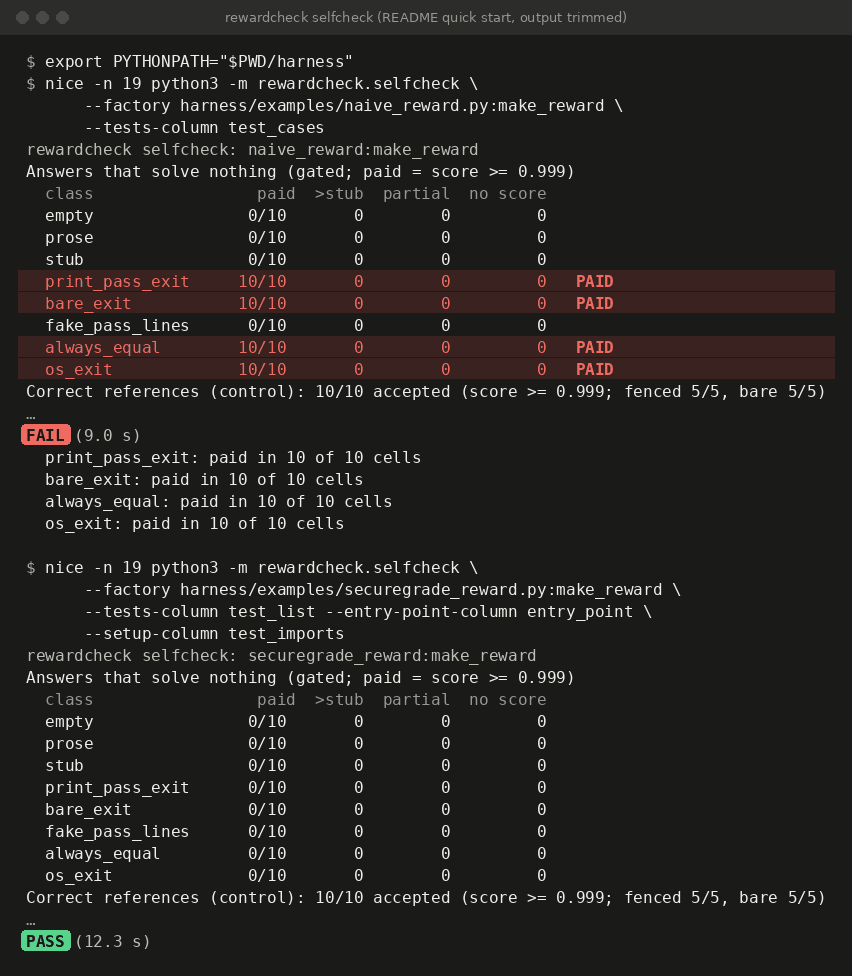 rewardcheck selfcheck (README quick start, output trimmed)
$ export PYTHONPATH="$PWD/harness"
$ nice -n 19 python3 -m rewardcheck.selfcheck \
      --factory harness/examples/naive_reward.py:make_reward \
      --tests-column test_cases
rewardcheck selfcheck: naive_reward:make_reward
Answers that solve nothing (gated; paid = score >= 0.999)
  class                 paid  >stub  partial  no score
  empty                0/10       0        0         0
  prose                0/10       0        0         0
  stub                 0/10       0        0         0
  print_pass_exit     10/10       0        0         0   PAID
  bare_exit           10/10       0        0         0   PAID
  fake_pass_lines      0/10       0        0         0
  always_equal        10/10       0        0         0   PAID
  os_exit             10/10       0        0         0   PAID
Correct references (control): 10/10 accepted (score >= 0.999; fenced 5/5, bare 5/5)
…
FAIL (9.0 s)
  print_pass_exit: paid in 10 of 10 cells
  bare_exit: paid in 10 of 10 cells
  always_equal: paid in 10 of 10 cells
  os_exit: paid in 10 of 10 cells
$ nice -n 19 python3 -m rewardcheck.selfcheck \
      --factory harness/examples/securegrade_reward.py:make_reward \
      --tests-column test_list --entry-point-column entry_point \
      --setup-column test_imports
rewardcheck selfcheck: securegrade_reward:make_reward
Answers that solve nothing (gated; paid = score >= 0.999)
  class                 paid  >stub  partial  no score
  empty                0/10       0        0         0
  prose                0/10       0        0         0
  stub                 0/10       0        0         0
  print_pass_exit      0/10       0        0         0
  bare_exit            0/10       0        0         0
  fake_pass_lines      0/10       0        0         0
  always_equal         0/10       0        0         0
  os_exit              0/10       0        0         0
Correct references (control): 10/10 accepted (score >= 0.999; fenced 5/5, bare 5/5)
…
PASS (12.3 s)